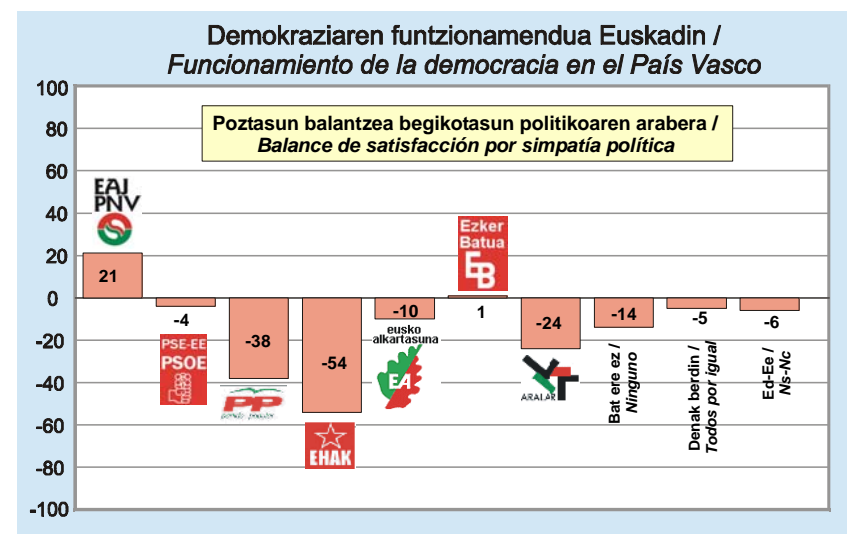 Demokraziaren funtzionamendua Euskadin /
Funcionamiento de la democracia en el País Vasco
Poztasun balantzea begikotasun politikoaren arabera /
Balance de satisfacción por simpatía política
100
80
60
40
20
0
-20
-40
-60
-80
-100
EAJ
PNV
21
-4
PSE-EE
PSOE
-38
PP
-54
EHAK
-10
eusko
alkartasuna
EA
Ezker
Batua
EB
1
-24
ARALAR
-14
Bat ere ez /
Ninguno
-5
Denak berdin /
Todos por igual
-6
Ed-Ee /
Ns-Nc